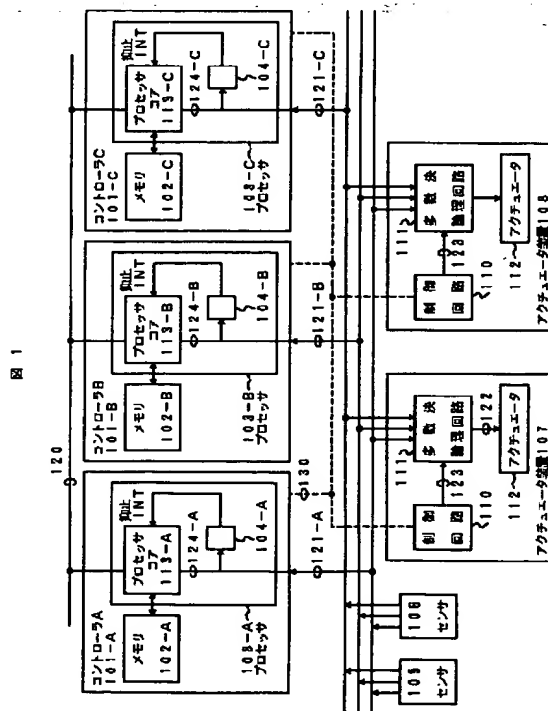 図 1
120
コントローラA
101-A
メモリ
102-A
抑止
INT
プロセッサ
コア
113-A
124-A
104-A
103-A
プロセッサ
121-A
130
コントローラB
101-B
メモリ
102-B
抑止
INT
プロセッサ
コア
113-B
124-B
104-B
103-B
プロセッサ
121-B
コントローラC
101-C
メモリ
102-C
抑止
INT
プロセッサ
コア
113-C
124-C
104-C
103-C
プロセッサ
121-C
105
センサ
106
センサ
制御
回路
110
111
多数決
論理回路
123
122
112
アクチュエータ
アクチュエータ装置107
制御
回路
110
111
多数決
論理回路
123
112
アクチュエータ
アクチュエータ装置108